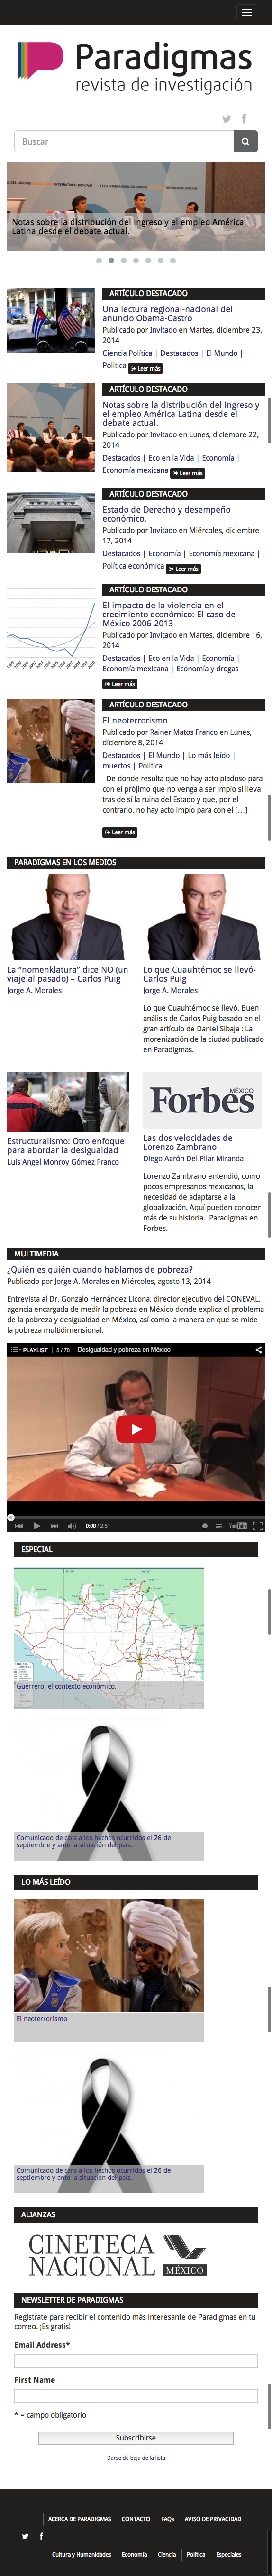 Paradigmas
revista de investigación
Buscar
Notas sobre la distribución del ingreso y el empleo América
Latina desde el debate actual.
ARTÍCULO DESTACADO
Una lectura regional-nacional del
anuncio Obama-Castro
Publicado por Invitado en Martes, diciembre 23,
2014
Ciencia Política | Destacados | El Mundo |
Politica Leer más
ARTÍCULO DESTACADO
Notas sobre la distribución del ingreso y
el empleo América Latina desde el
debate actual.
Publicado por Invitado en Lunes, diciembre 22,
2014
Destacados | Eco en la Vida | Economía |
Economía mexicana Leer más
ARTÍCULO DESTACADO
Estado de Derecho y desempeño
económico.
Publicado por Invitado en Miércoles, diciembre
17, 2014
Destacados | Economía | Economía mexicana |
Política económica Leer más
ARTÍCULO DESTACADO
El impacto de la violencia en el
crecimiento económico: El caso de
México 2006-2013
Publicado por Invitado en Martes, diciembre 16,
2014
Destacados | Eco en la Vida | Economía |
Economía mexicana | Economía y drogas
Leer más
ARTÍCULO DESTACADO
El neoterrorismo
Publicado por Rainer Matos Franco en Lunes,
diciembre 8, 2014
Destacados | El Mundo | Lo más leído |
muertos | Politica
De donde resulta que no hay acto piadoso para
con el prójimo que no venga a ser impío si lleva
tras de sí la ruina del Estado y que, por el
contrario, no hay acto impío para con el [...]
Leer más
PARADIGMAS EN LOS MEDIOS
La “nomenklatura” dice NO (un
viaje al pasado) – Carlos Puig
Jorge A. Morales
Lo que Cuauhtémoc se llevó-
Carlos Puig
Jorge A. Morales
Lo que Cuauhtémoc se llevó. Buen
análisis de Carlos Puig basado en el
gran artículo de Daniel Sibaja : La
morenización de la ciudad publicado
en Paradigmas.
Estructuralismo: Otro enfoque
para abordar la desigualdad
Luis Angel Monroy Gómez Franco
Forbes
MÉXICO
Las dos velocidades de
Lorenzo Zambrano
Diego Aarón Del Pilar Miranda
Lorenzo Zambrano entendió, como
pocos empresarios mexicanos, la
necesidad de adaptarse a la
globalización. Aquí pueden conocer
más de su historia. Paradigmas en
Forbes.
MULTIMEDIA
¿Quién es quién cuando hablamos de pobreza?
Publicado por Jorge A. Morales en Miércoles, agosto 13, 2014
Entrevista al Dr. Gonzalo Hernández Licona, director ejecutivo del CONEVAL,
agencia encargada de medir la pobreza en México donde explica el problema
de la pobreza y desigualdad en México, así como la manera en que se mide
la pobreza multidimensional.
PLAYLIST 5 / 70 Desigualdad y pobreza en México
0:00 / 2:51 YouTube
ESPECIAL
Guerrero, el contexto económico.
Comunicado de cara a los hechos ocurridos el 26 de
septiembre y ante la situación del país.
LO MÁS LEÍDO
El neoterrorismo
Comunicado de cara a los hechos ocurridos el 26 de
septiembre y ante la situación del país.
ALIANZAS
CINETECA
NACIONAL
MÉXICO
NEWSLETTER DE PARADIGMAS
Regístrate para recibir el contenido más interesante de Paradigmas en tu
correo. ¡Es gratis!
Email Address*
First Name
* = campo obligatorio
Subscribirse
Darse de baja de la lista
ACERCA DE PARADIGMAS CONTACTO FAQs AVISO DE PRIVACIDAD
Cultura y Humanidades Economía Ciencia Política Especiales